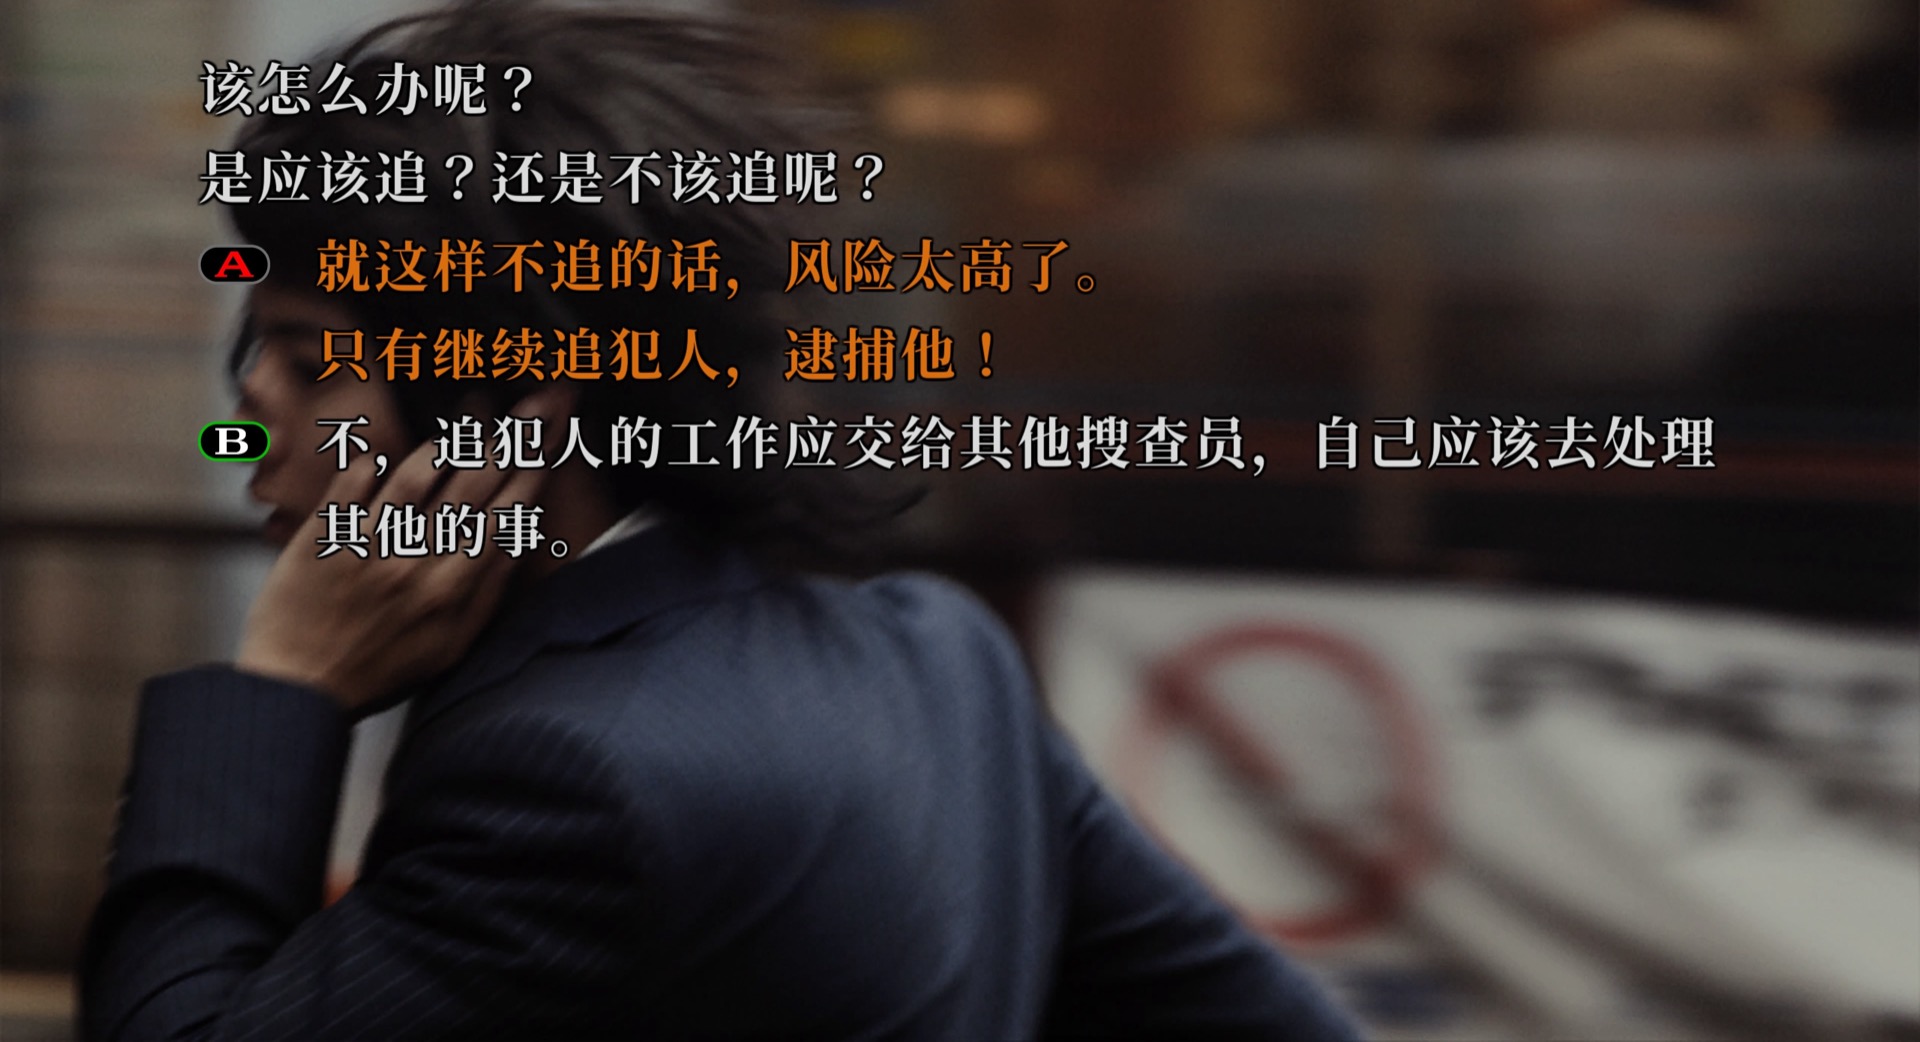 该怎么办呢？
是应该追？还是不该追呢？
A 就这样不追的话，风险太高了。
只有继续追犯人，逮捕他！
B 不，追犯人的工作应交给其他搜查员，自己应该去处理
其他的事。